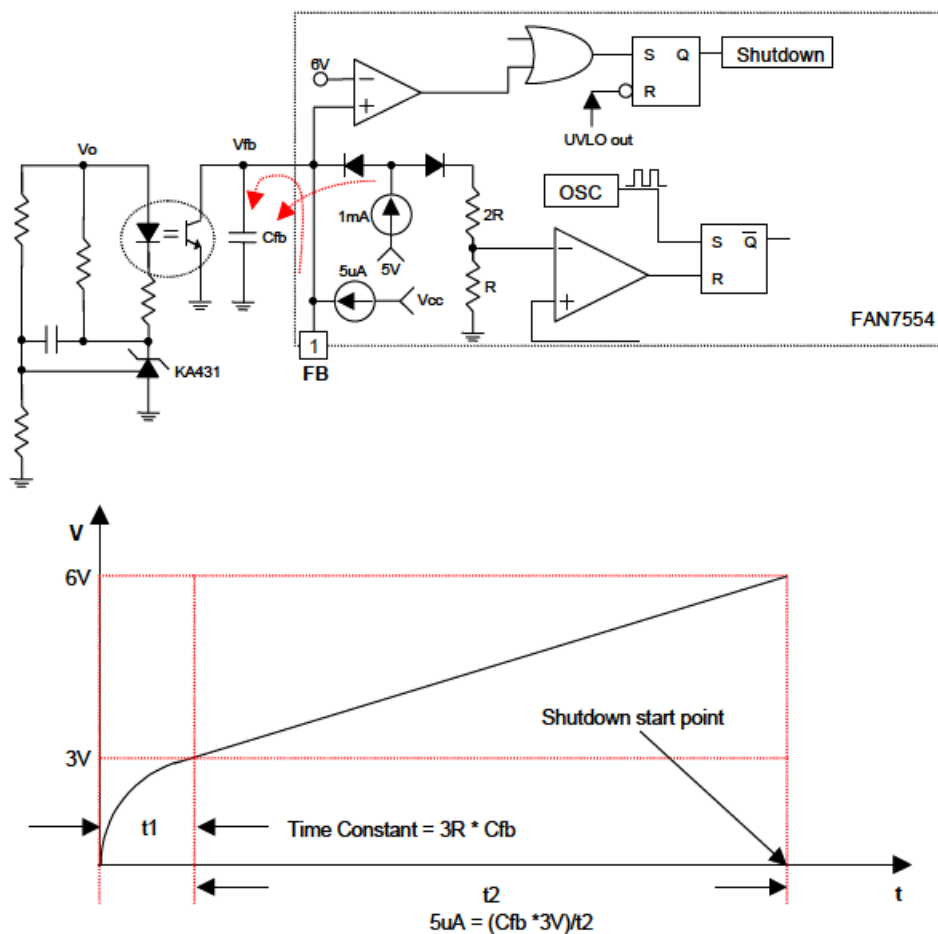 6V
−
+
S Q
R
Shutdown
UVLO out
Vo
Vfb
=
Cfb
1mA
5V
2R
R
5uA
Vcc
OSC
−
+
S Q
R
KA431
1
FB
FAN7554
V
6V
Shutdown start point
3V
t1
Time Constant = 3R * Cfb
t2
t
5uA = (Cfb *3V)/t2